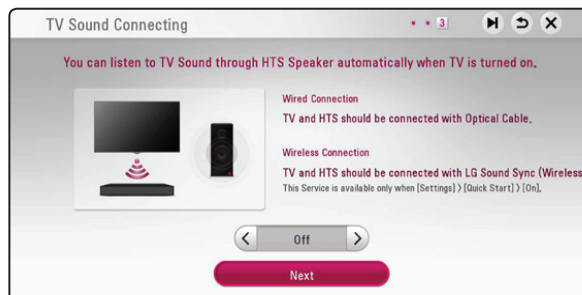 TV Sound Connecting
3
You can listen to TV Sound through HTS Speaker automatically when TV is turned on.
Wired Connection
TV and HTS should be connected with Optical Cable.
Wireless Connection
TV and HTS should be connected with LG Sound Sync (Wireless
This Service is available only when [Settings] > [Quick Start] > [On].
Off
Next